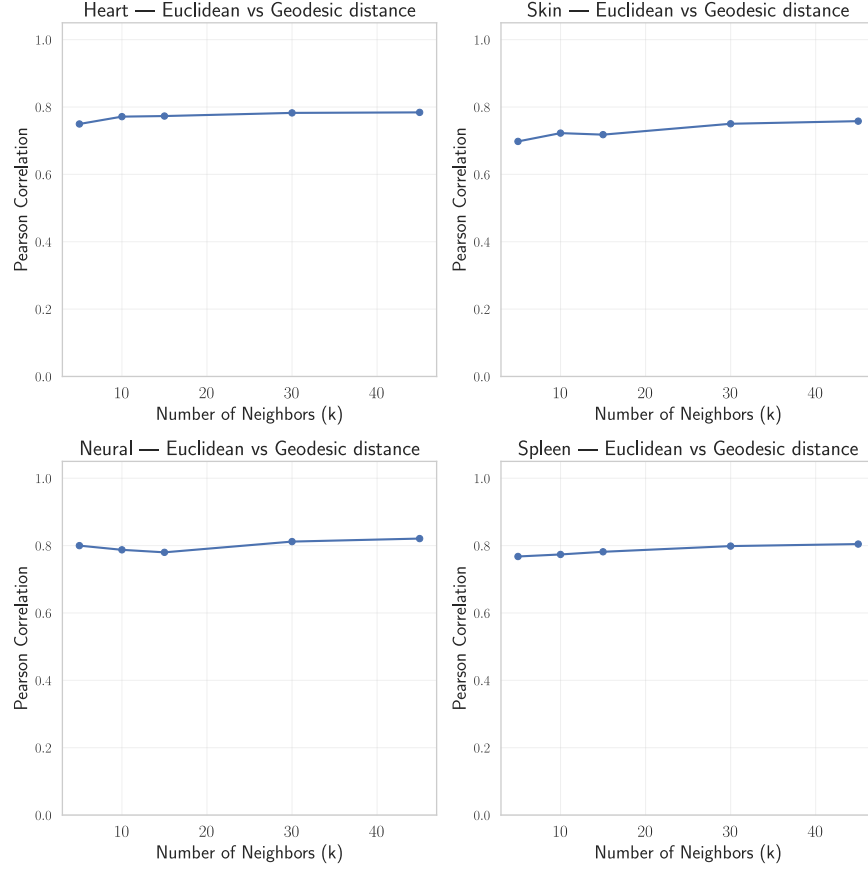 Heart — Euclidean vs Geodesic distance
1.0
0.8
0.6
0.4
0.2
0.0
Pearson Correlation
10 20 30 40
Number of Neighbors (k)
Skin — Euclidean vs Geodesic distance
1.0
0.8
0.6
0.4
0.2
0.0
Pearson Correlation
10 20 30 40
Number of Neighbors (k)
Neural — Euclidean vs Geodesic distance
1.0
0.8
0.6
0.4
0.2
0.0
Pearson Correlation
10 20 30 40
Number of Neighbors (k)
Spleen — Euclidean vs Geodesic distance
1.0
0.8
0.6
0.4
0.2
0.0
Pearson Correlation
10 20 30 40
Number of Neighbors (k)